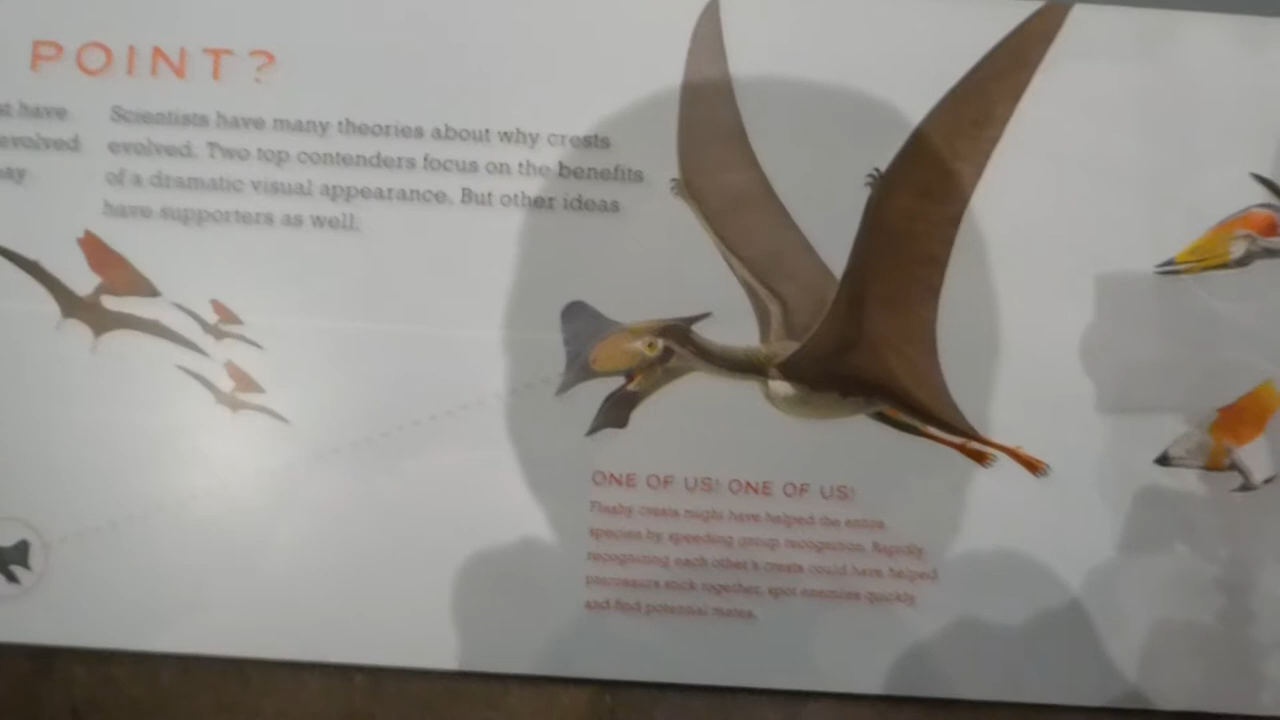 POINT?
st have
evolved
ay
Scientists have many theories about why crests
evolved. Two top contenders focus on the benefits
of a dramatic visual appearance. But other ideas
have supporters as well.
ONE OF US! ONE OF US!
Flashy crests might have helped the entire
species by speeding group recognition. Rapidly
recognizing each other's crests could have helped
pterosaurs stick together, spot enemies quickly
and find potential mates.